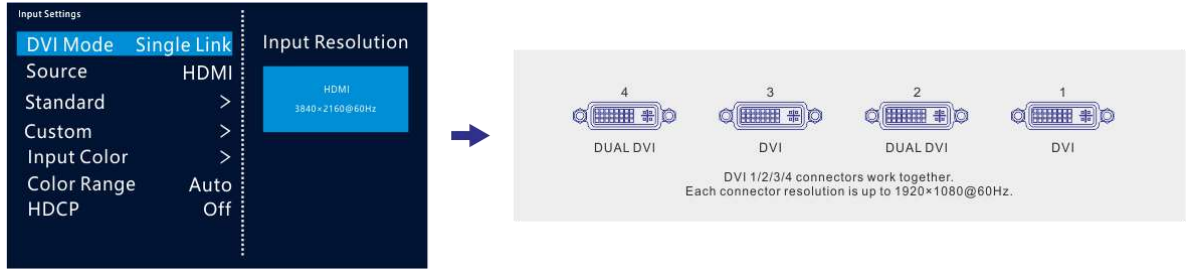 Input Settings
DVI Mode Single Link
Source HDMI
Standard >
Custom >
Input Color >
Color Range Auto
HDCP Off
Input Resolution
HDMI
3840×2160@60Hz
4 3 2 1
DUAL DVI DVI DUAL DVI DVI
DVI 1/2/3/4 connectors work together.
Each connector resolution is up to 1920×1080@60Hz.